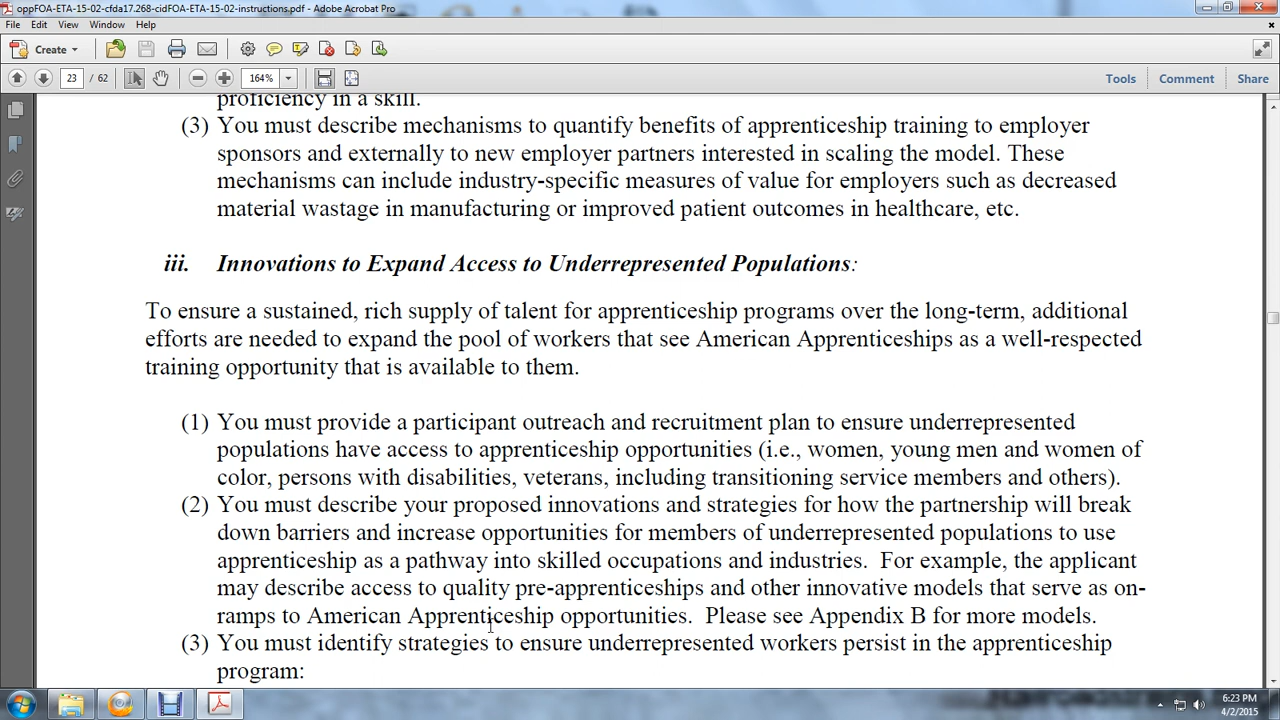 oppFOA-ETA-15-02-cfda17.268-cidFOA-ETA-15-02-instructions.pdf - Adobe Acrobat Pro
File Edit View Window Help
Create
23 / 62 164% Tools Comment Share
proficiency in a skill.
(3) You must describe mechanisms to quantify benefits of apprenticeship training to employer
sponsors and externally to new employer partners interested in scaling the model. These
mechanisms can include industry-specific measures of value for employers such as decreased
material wastage in manufacturing or improved patient outcomes in healthcare, etc.
iii. Innovations to Expand Access to Underrepresented Populations:
To ensure a sustained, rich supply of talent for apprenticeship programs over the long-term, additional
efforts are needed to expand the pool of workers that see American Apprenticeships as a well-respected
training opportunity that is available to them.
(1) You must provide a participant outreach and recruitment plan to ensure underrepresented
populations have access to apprenticeship opportunities (i.e., women, young men and women of
color, persons with disabilities, veterans, including transitioning service members and others).
(2) You must describe your proposed innovations and strategies for how the partnership will break
down barriers and increase opportunities for members of underrepresented populations to use
apprenticeship as a pathway into skilled occupations and industries. For example, the applicant
may describe access to quality pre-apprenticeships and other innovative models that serve as on-
ramps to American Apprenticeship opportunities. Please see Appendix B for more models.
(3) You must identify strategies to ensure underrepresented workers persist in the apprenticeship
program:
6:23 PM
4/2/2015